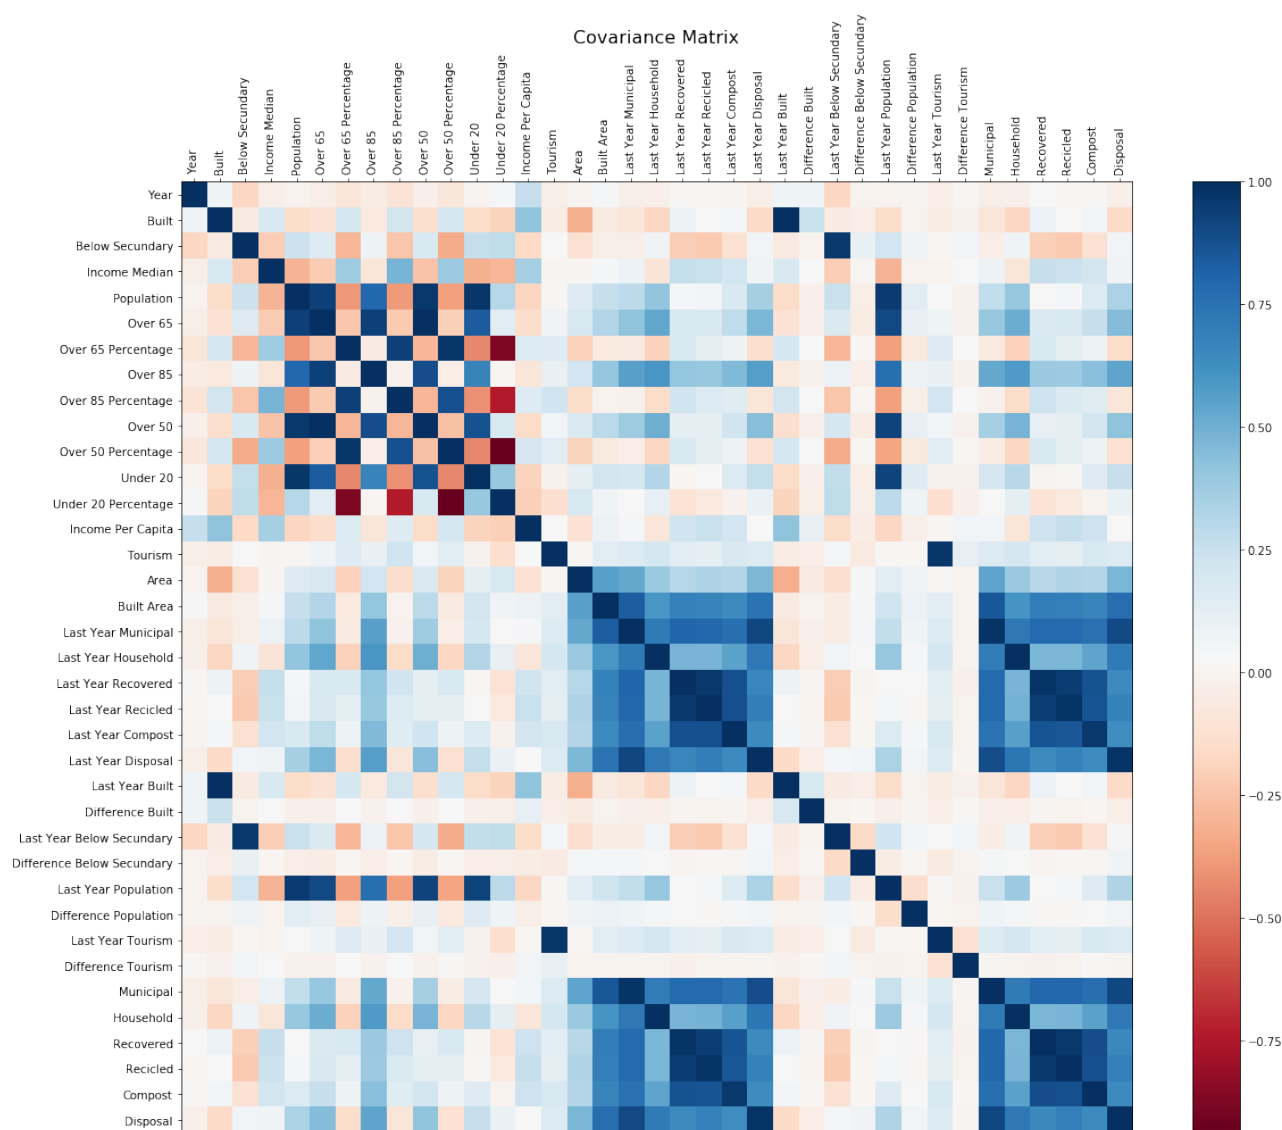 Covariance Matrix
Year
Built
Below Secundary
Income Median
Population
Over 65
Over 65 Percentage
Over 85
Over 85 Percentage
Over 50
Over 50 Percentage
Under 20
Under 20 Percentage
Income Per Capita
Tourism
Area
Built Area
Last Year Municipal
Last Year Household
Last Year Recovered
Last Year Recicled
Last Year Compost
Last Year Disposal
Last Year Built
Difference Built
Last Year Below Secundary
Difference Below Secundary
Last Year Population
Difference Population
Last Year Tourism
Difference Tourism
Municipal
Household
Recovered
Recicled
Compost
Disposal
Year
Built
Below Secundary
Income Median
Population
Over 65
Over 65 Percentage
Over 85
Over 85 Percentage
Over 50
Over 50 Percentage
Under 20
Under 20 Percentage
Income Per Capita
Tourism
Area
Built Area
Last Year Municipal
Last Year Household
Last Year Recovered
Last Year Recicled
Last Year Compost
Last Year Disposal
Last Year Built
Difference Built
Last Year Below Secundary
Difference Below Secundary
Last Year Population
Difference Population
Last Year Tourism
Difference Tourism
Municipal
Household
Recovered
Recicled
Compost
Disposal
1.00
0.75
0.50
0.25
0.00
−0.25
−0.50
−0.75